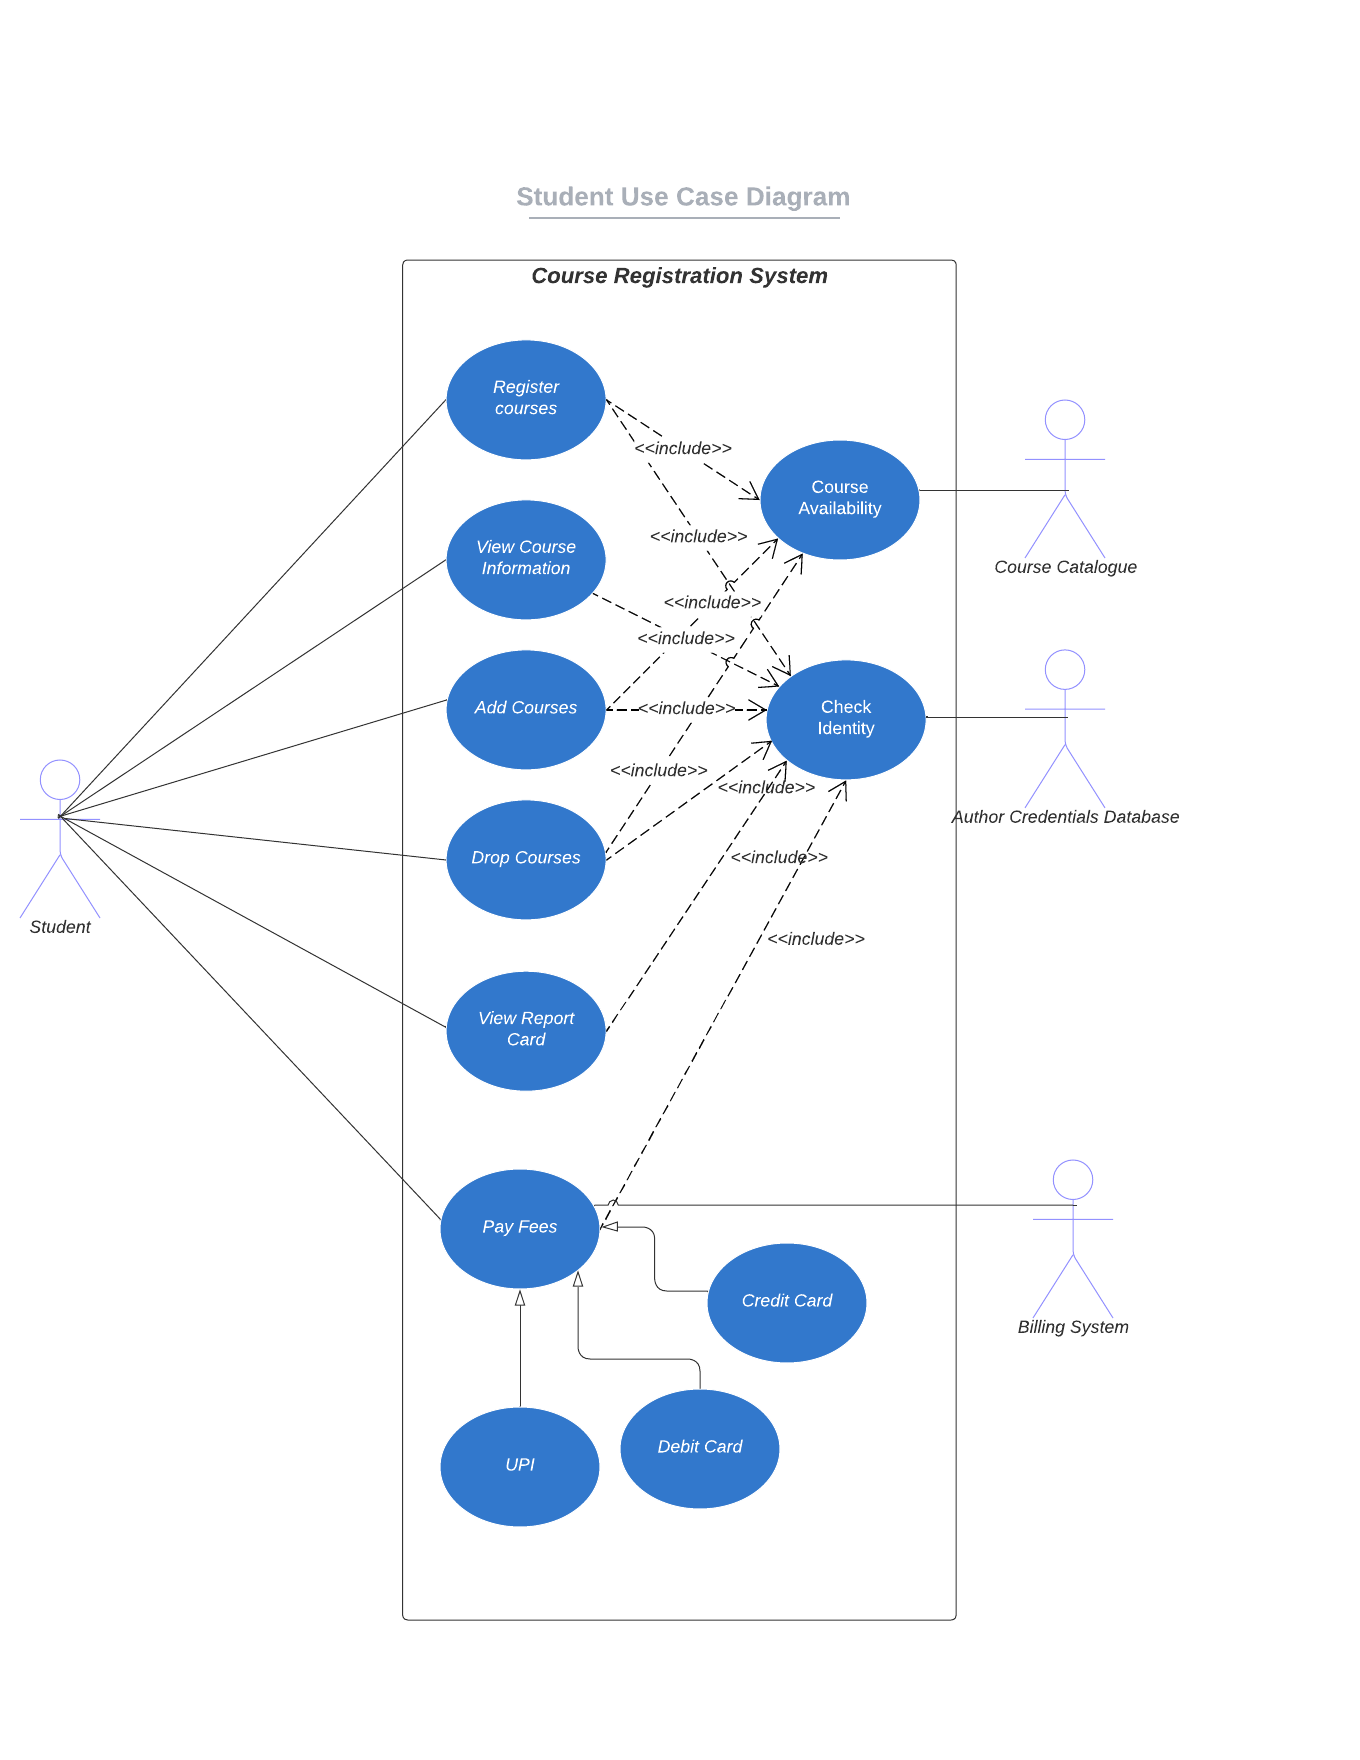 Student Use Case Diagram
Course Registration System
Register
courses
<<include>>
Course
Availability
View Course
Information
<<include>>
Course Catalogue
<<include>>
<<include>>
Add Courses
<<include>>
Check
Identity
<<include>>
<<include>>
Author Credentials Database
Drop Courses
<<include>>
Student
<<include>>
View Report
Card
Pay Fees
Credit Card
Billing System
Debit Card
UPI